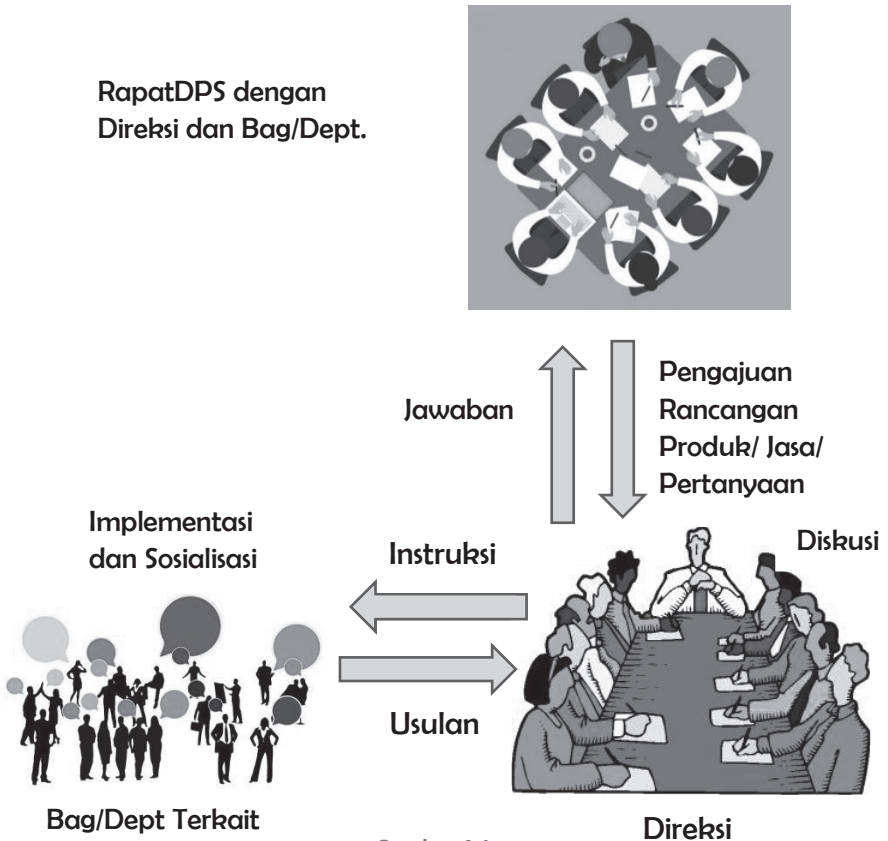 RapatDPS dengan
Direksi dan Bag/Dept.
Jawaban
Pengajuan
Rancangan
Produk/ Jasa/
Pertanyaan
Implementasi
dan Sosialisasi
Instruksi
Diskusi
Usulan
Bag/Dept Terkait
Direksi